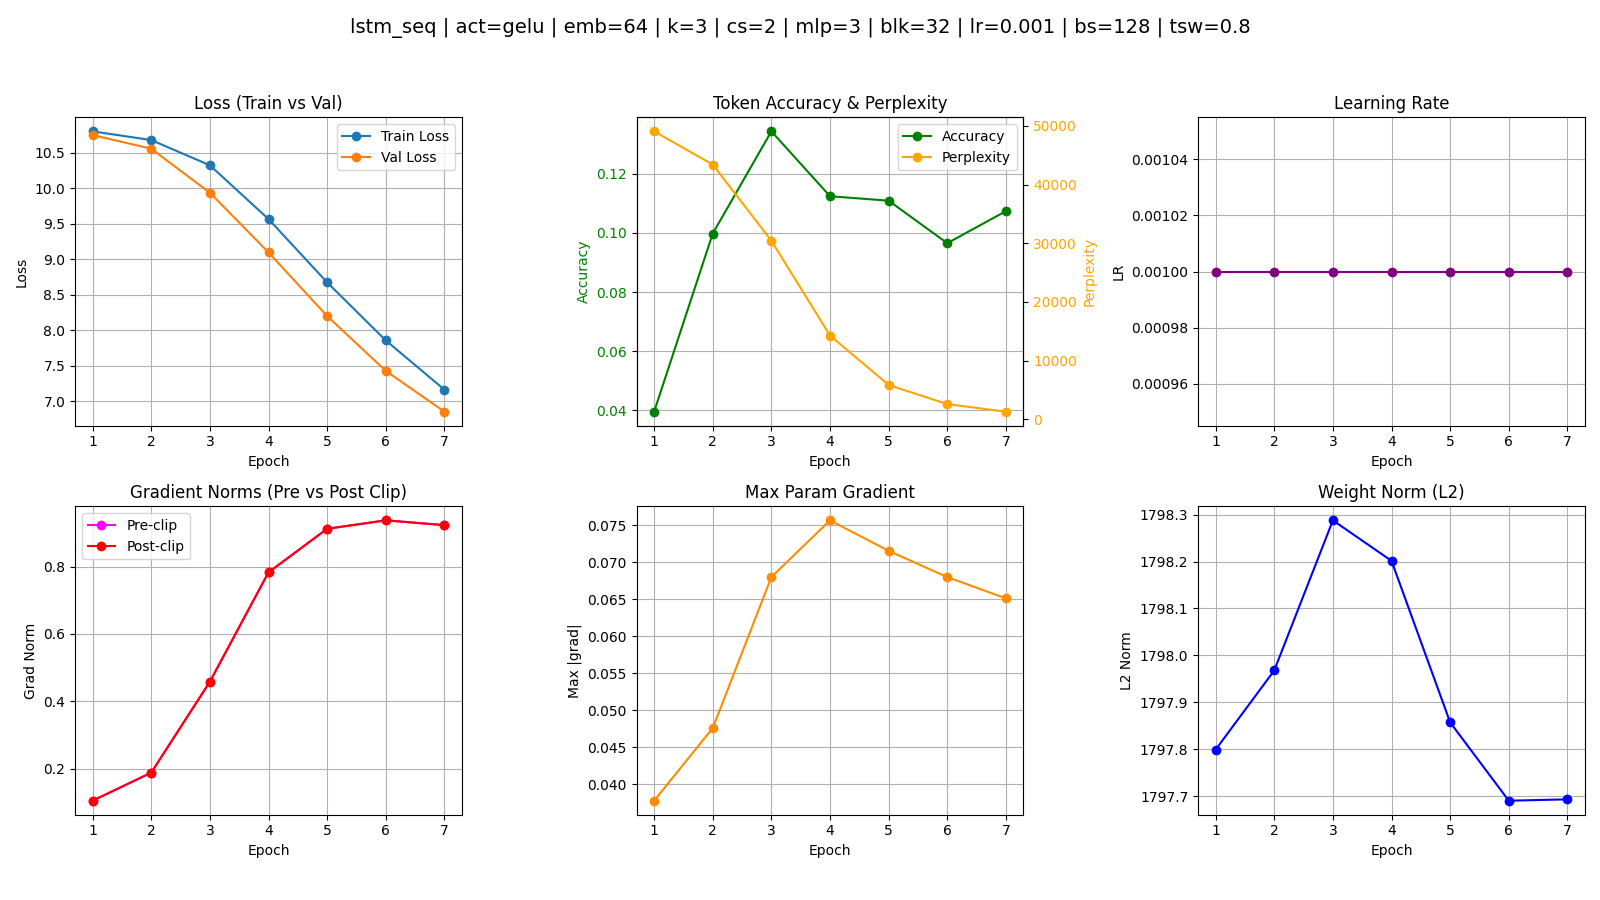 lstm_seq | act=gelu | emb=64 | k=3 | cs=2 | mlp=3 | blk=32 | lr=0.001 | bs=128 | tsw=0.8
Loss (Train vs Val)
Train Loss
Val Loss
10.5
10.0
9.5
9.0
8.5
8.0
7.5
7.0
Loss
1 2 3 4 5 6 7
Epoch
Token Accuracy & Perplexity
Accuracy
Perplexity
0.12
0.10
0.08
0.06
0.04
Accuracy
50000
40000
30000
20000
10000
0
Perplexity
1 2 3 4 5 6 7
Epoch
Learning Rate
0.00104
0.00102
0.00100
0.00098
0.00096
LR
1 2 3 4 5 6 7
Epoch
Gradient Norms (Pre vs Post Clip)
Pre-clip
Post-clip
0.8
0.6
0.4
0.2
Grad Norm
1 2 3 4 5 6 7
Epoch
Max Param Gradient
0.075
0.070
0.065
0.060
0.055
0.050
0.045
0.040
Max |grad|
1 2 3 4 5 6 7
Epoch
Weight Norm (L2)
1798.3
1798.2
1798.1
1798.0
1797.9
1797.8
1797.7
L2 Norm
1 2 3 4 5 6 7
Epoch